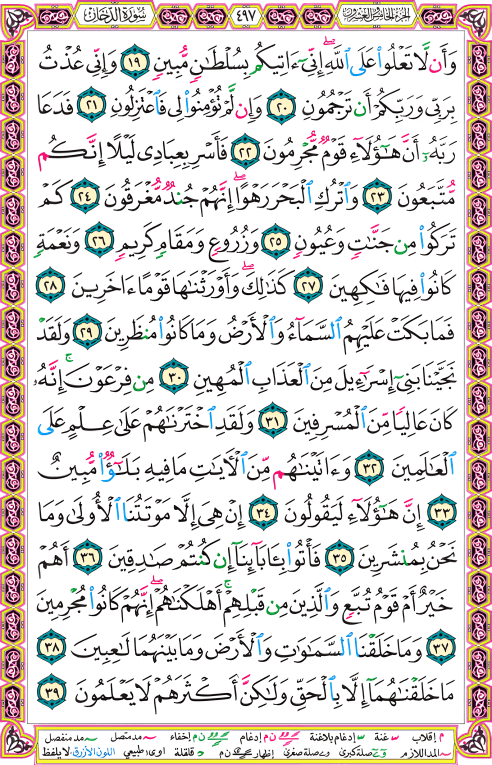 الجزء الخامس والعشرون ٤٩٧ سورة الدخان
وَأَن لَّا تَعْلُوا۟ عَلَى ٱللَّهِ ۖ إِنِّىٓ ءَاتِيكُم بِسُلْطَـٰنٍ مُّبِينٍ ١٩ وَإِنِّى عُذْتُ
بِرَبِّى وَرَبِّكُمْ أَن تَرْجُمُونِ ٢٠ وَإِن لَّمْ تُؤْمِنُوا۟ لِى فَٱعْتَزِلُونِ ٢١ فَدَعَا
رَبَّهُۥٓ أَنَّ هَـٰٓؤُلَآءِ قَوْمٌ مُّجْرِمُونَ ٢٢ فَأَسْرِ بِعِبَادِى لَيْلًا إِنَّكُم
مُّتَّبَعُونَ ٢٣ وَٱتْرُكِ ٱلْبَحْرَ رَهْوًا ۖ إِنَّهُمْ جُندٌ مُّغْرَقُونَ ٢٤ كَمْ
تَرَكُوا۟ مِن جَنَّـٰتٍ وَعُيُونٍ ٢٥ وَزُرُوعٍ وَمَقَامٍ كَرِيمٍ ٢٦ وَنَعْمَةٍ
كَانُوا۟ فِيهَا فَـٰكِهِينَ ٢٧ كَذَٰلِكَ ۖ وَأَوْرَثْنَـٰهَا قَوْمًا ءَاخَرِينَ ٢٨
فَمَا بَكَتْ عَلَيْهِمُ ٱلسَّمَآءُ وَٱلْأَرْضُ وَمَا كَانُوا۟ مُنظَرِينَ ٢٩ وَلَقَدْ
نَجَّيْنَا بَنِىٓ إِسْرَٰٓءِيلَ مِنَ ٱلْعَذَابِ ٱلْمُهِينِ ٣٠ مِن فِرْعَوْنَ ۚ إِنَّهُۥ
كَانَ عَالِيًا مِّنَ ٱلْمُسْرِفِينَ ٣١ وَلَقَدِ ٱخْتَرْنَـٰهُمْ عَلَىٰ عِلْمٍ عَلَى
ٱلْعَـٰلَمِينَ ٣٢ وَءَاتَيْنَـٰهُم مِّنَ ٱلْـَٔايَـٰتِ مَا فِيهِ بَلَـٰٓؤٌا۟ مُّبِينٌ
٣٣ إِنَّ هَـٰٓؤُلَآءِ لَيَقُولُونَ ٣٤ إِنْ هِىَ إِلَّا مَوْتَتُنَا ٱلْأُولَىٰ وَمَا
نَحْنُ بِمُنشَرِينَ ٣٥ فَأْتُوا۟ بِـَٔابَآئِنَآ إِن كُنتُمْ صَـٰدِقِينَ ٣٦ أَهُمْ
خَيْرٌ أَمْ قَوْمُ تُبَّعٍ وَٱلَّذِينَ مِن قَبْلِهِمْ ۚ أَهْلَكْنَـٰهُمْ ۖ إِنَّهُمْ كَانُوا۟ مُجْرِمِينَ
٣٧ وَمَا خَلَقْنَا ٱلسَّمَـٰوَٰتِ وَٱلْأَرْضَ وَمَا بَيْنَهُمَا لَـٰعِبِينَ ٣٨
مَا خَلَقْنَـٰهُمَآ إِلَّا بِٱلْحَقِّ وَلَـٰكِنَّ أَكْثَرَهُمْ لَا يَعْلَمُونَ ٣٩
م إقلاب غنة إدغام بلاغنة ن م إدغام ن م إخفاء مد متصل مد منفصل
المد اللازم صلة كبرى صلة صغرى إظهار ن م قلقلة اوى: طبيعي اللون الأزرق: لا يلفظ